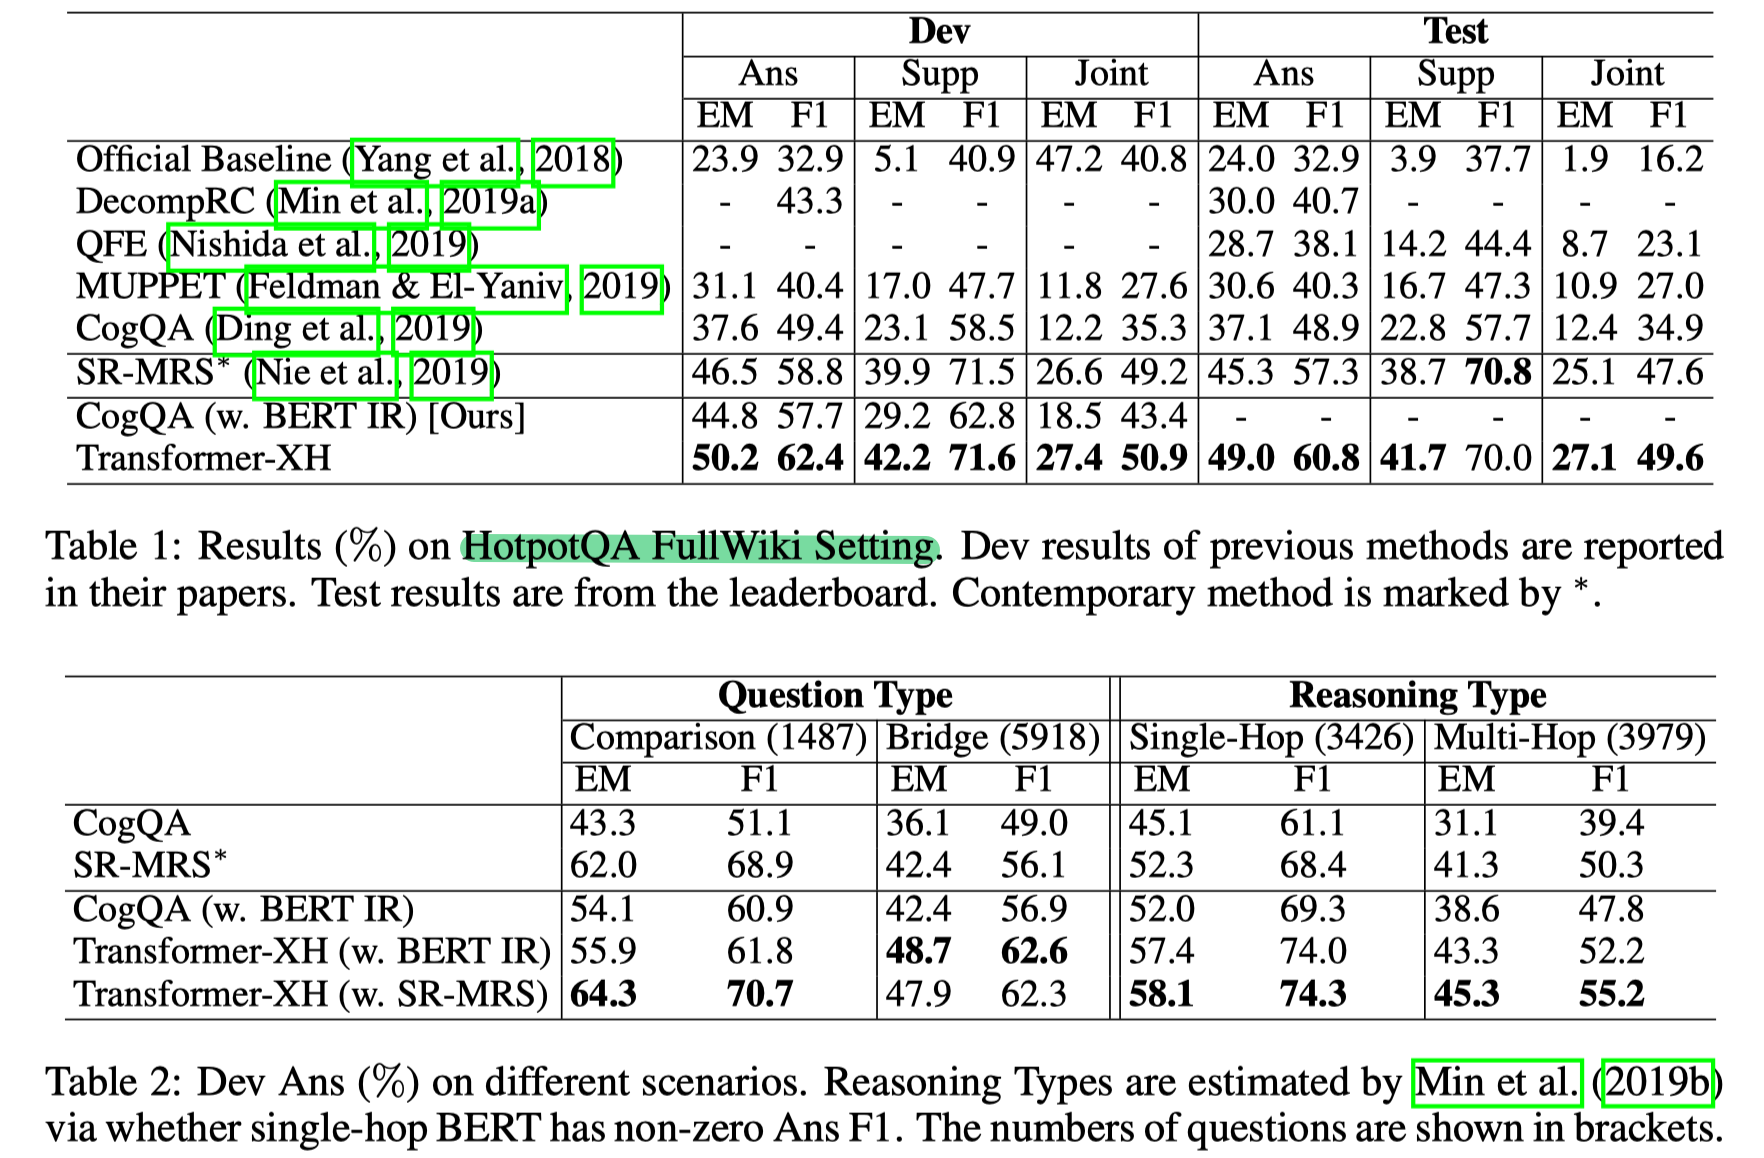 Dev Test
Ans Supp Joint Ans Supp Joint
EM F1 EM F1 EM F1 EM F1 EM F1 EM F1
Official Baseline (Yang et al., 2018) 23.9 32.9 5.1 40.9 47.2 40.8 24.0 32.9 3.9 37.7 1.9 16.2
DecompRC (Min et al., 2019a) - 43.3 - - - - 30.0 40.7 - - - -
QFE (Nishida et al., 2019) - - - - - - 28.7 38.1 14.2 44.4 8.7 23.1
MUPPET (Feldman & El-Yaniv, 2019) 31.1 40.4 17.0 47.7 11.8 27.6 30.6 40.3 16.7 47.3 10.9 27.0
CogQA (Ding et al., 2019) 37.6 49.4 23.1 58.5 12.2 35.3 37.1 48.9 22.8 57.7 12.4 34.9
SR-MRS* (Nie et al., 2019) 46.5 58.8 39.9 71.5 26.6 49.2 45.3 57.3 38.7 70.8 25.1 47.6
CogQA (w. BERT IR) [Ours] 44.8 57.7 29.2 62.8 18.5 43.4 - - - - - -
Transformer-XH 50.2 62.4 42.2 71.6 27.4 50.9 49.0 60.8 41.7 70.0 27.1 49.6
Table 1: Results (%) on HotpotQA FullWiki Setting. Dev results of previous methods are reported
in their papers. Test results are from the leaderboard. Contemporary method is marked by *.
Question Type Reasoning Type
Comparison (1487) Bridge (5918) Single-Hop (3426) Multi-Hop (3979)
EM F1 EM F1 EM F1 EM F1
CogQA 43.3 51.1 36.1 49.0 45.1 61.1 31.1 39.4
SR-MRS* 62.0 68.9 42.4 56.1 52.3 68.4 41.3 50.3
CogQA (w. BERT IR) 54.1 60.9 42.4 56.9 52.0 69.3 38.6 47.8
Transformer-XH (w. BERT IR) 55.9 61.8 48.7 62.6 57.4 74.0 43.3 52.2
Transformer-XH (w. SR-MRS) 64.3 70.7 47.9 62.3 58.1 74.3 45.3 55.2
Table 2: Dev Ans (%) on different scenarios. Reasoning Types are estimated by Min et al. (2019b)
via whether single-hop BERT has non-zero Ans F1. The numbers of questions are shown in brackets.